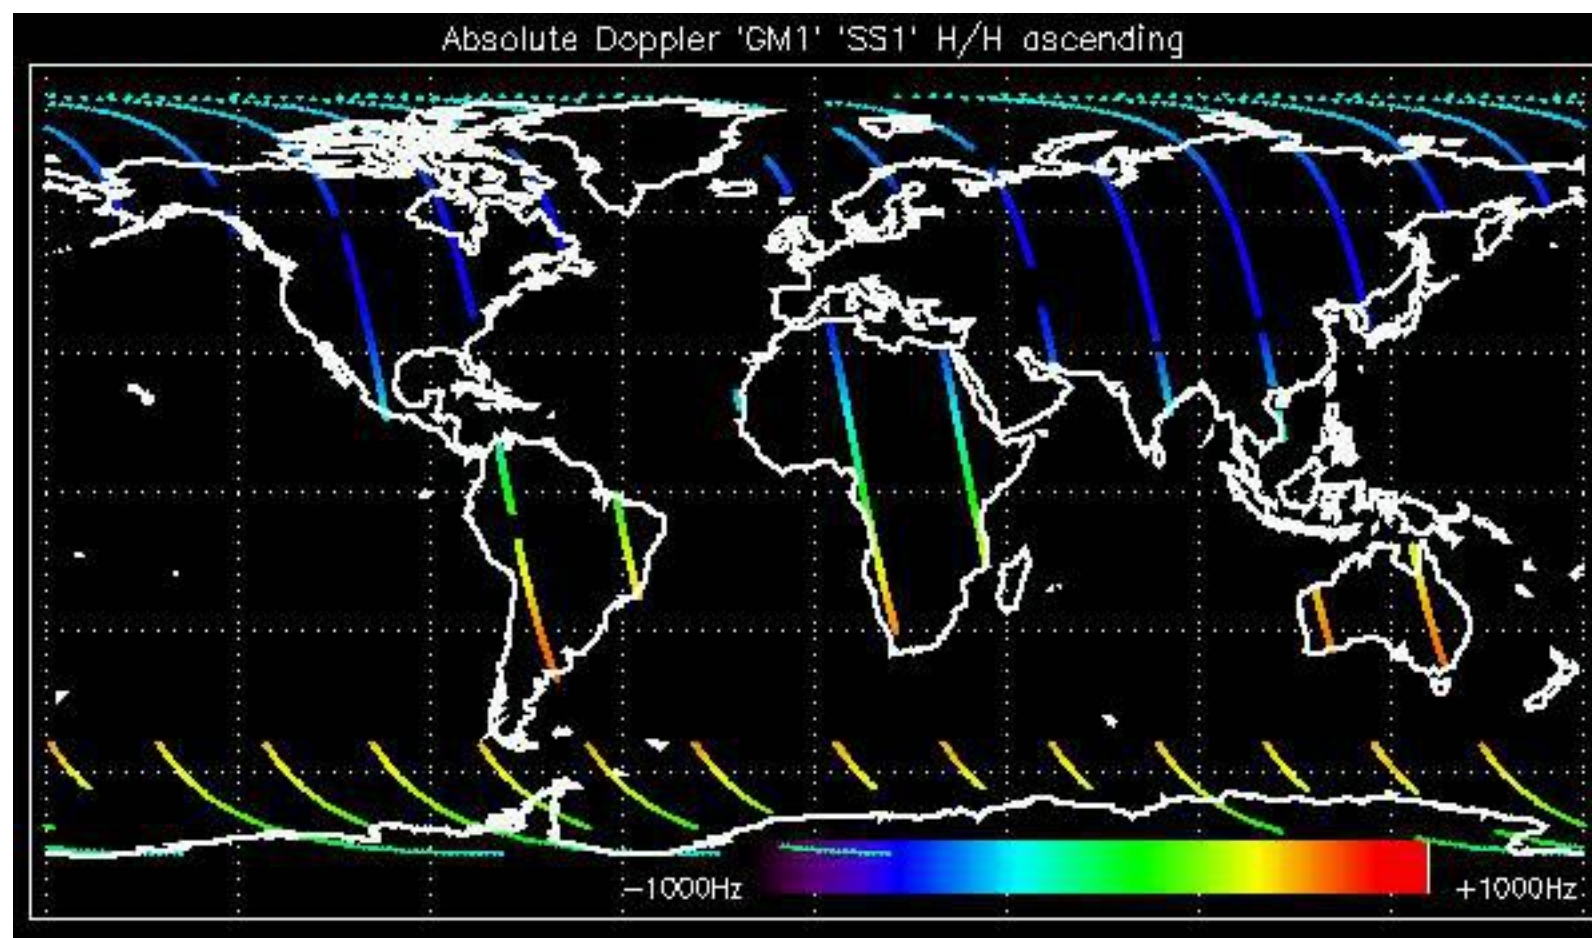 Absolute Doppler 'GM1' 'SS1' H/H ascending
−1000Hz
+1000Hz